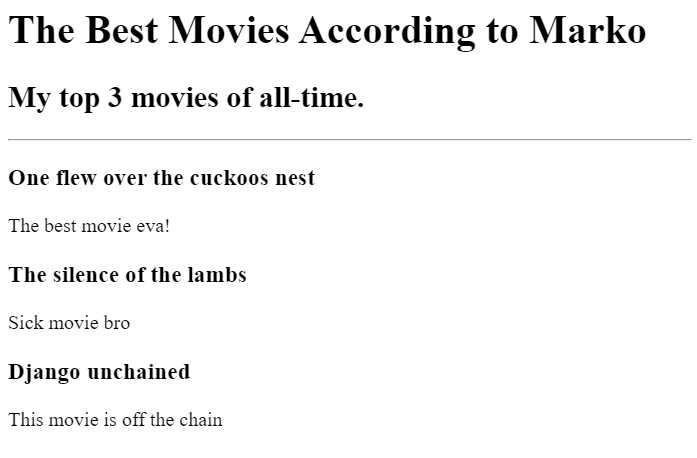 The Best Movies According to Marko
My top 3 movies of all-time.
One flew over the cuckoos nest
The best movie eva!
The silence of the lambs
Sick movie bro
Django unchained
This movie is off the chain